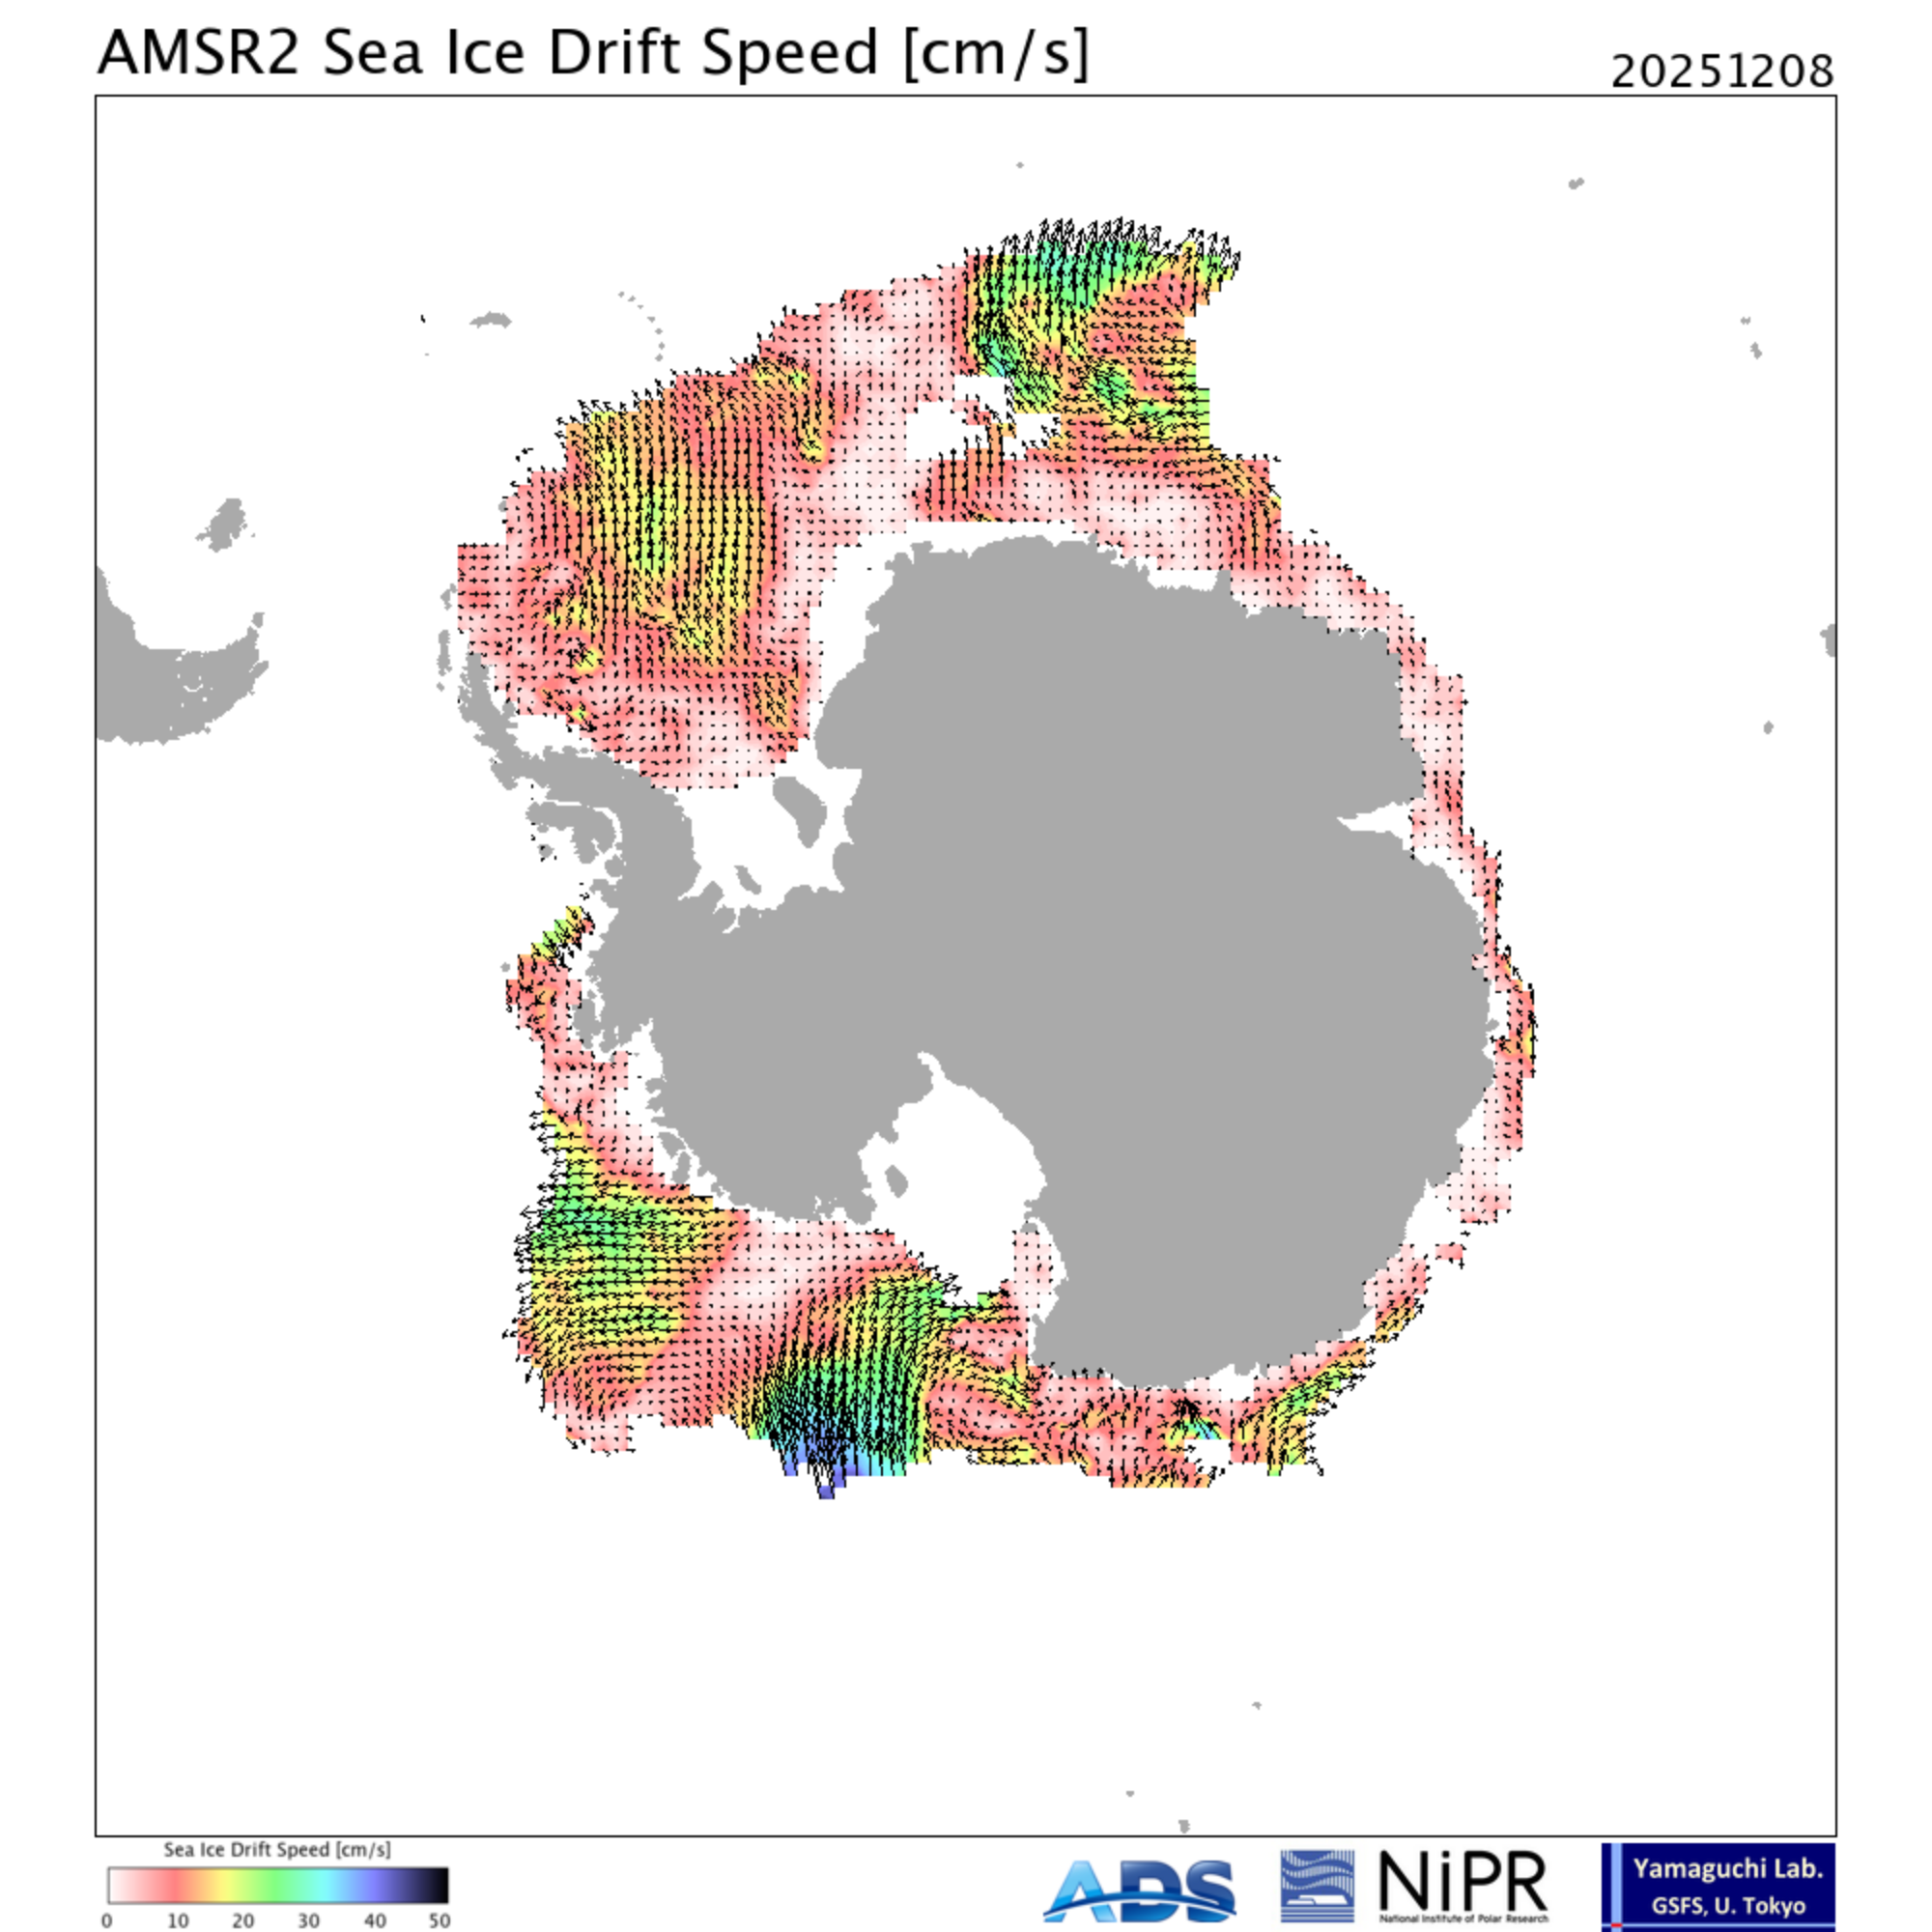 AMSR2 Sea Ice Drift Speed [cm/s]
20251208
Sea Ice Drift Speed [cm/s]
0 10 20 30 40 50
ADS
NiPR
National Institute of Polar Research
Yamaguchi Lab.
GSFS, U. Tokyo